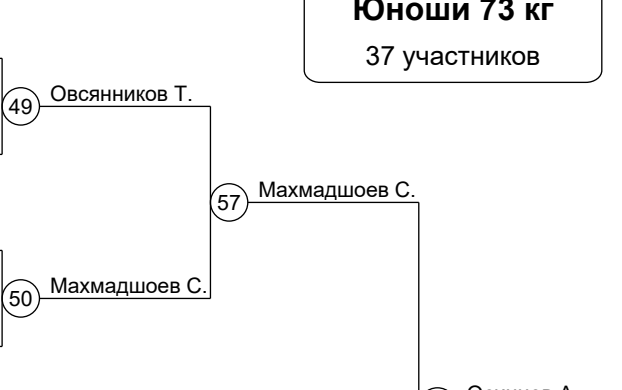 Юноши 73 кг
37 участников
49 Овсянников Т.
57 Махмадшоев С.
50 Махмадшоев С.